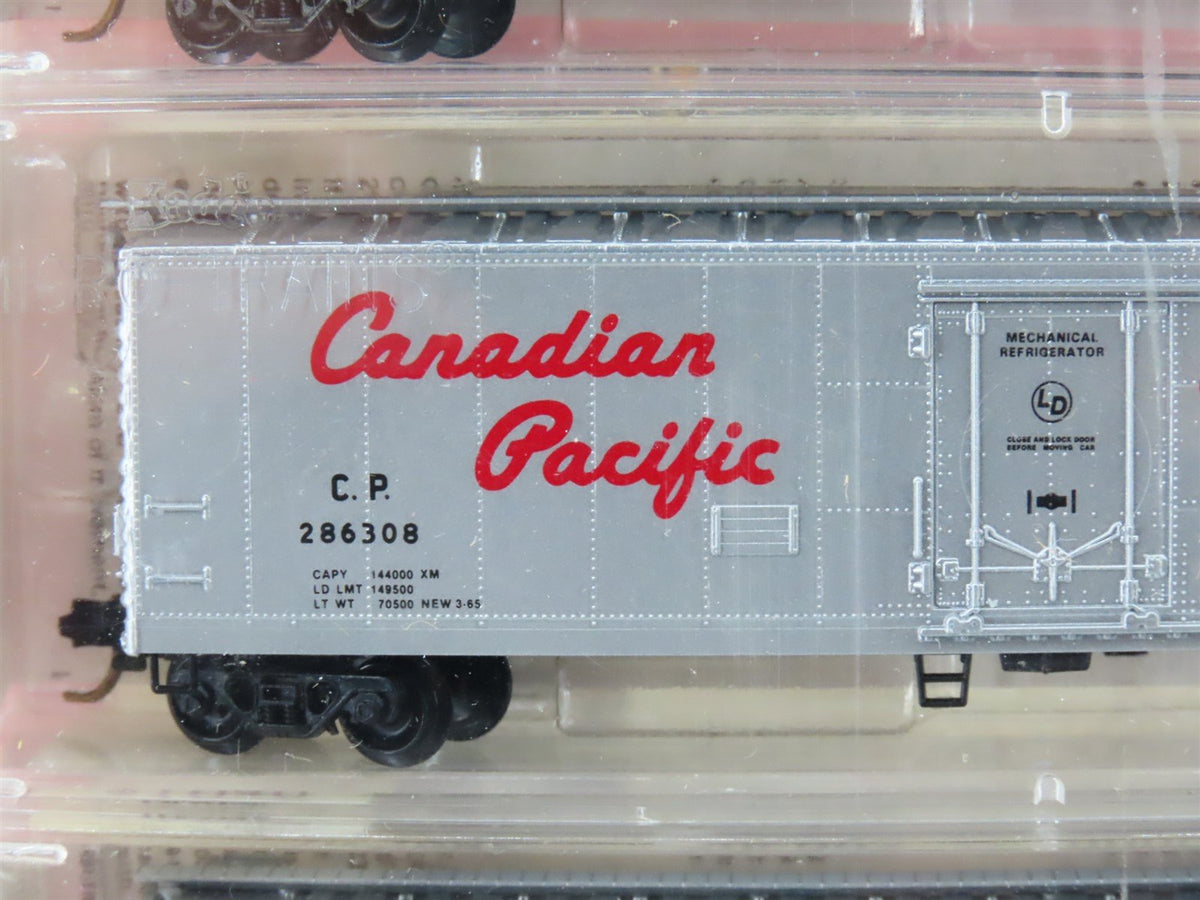 Canadian
Pacific
C. P.
286308
CAPY 144000 XM
LD LMT 149500
LT WT 70500 NEW 3-65
MECHANICAL
REFRIGERATOR
LD
CLOSE AND LOCK DOOR
BEFORE MOVING CAR